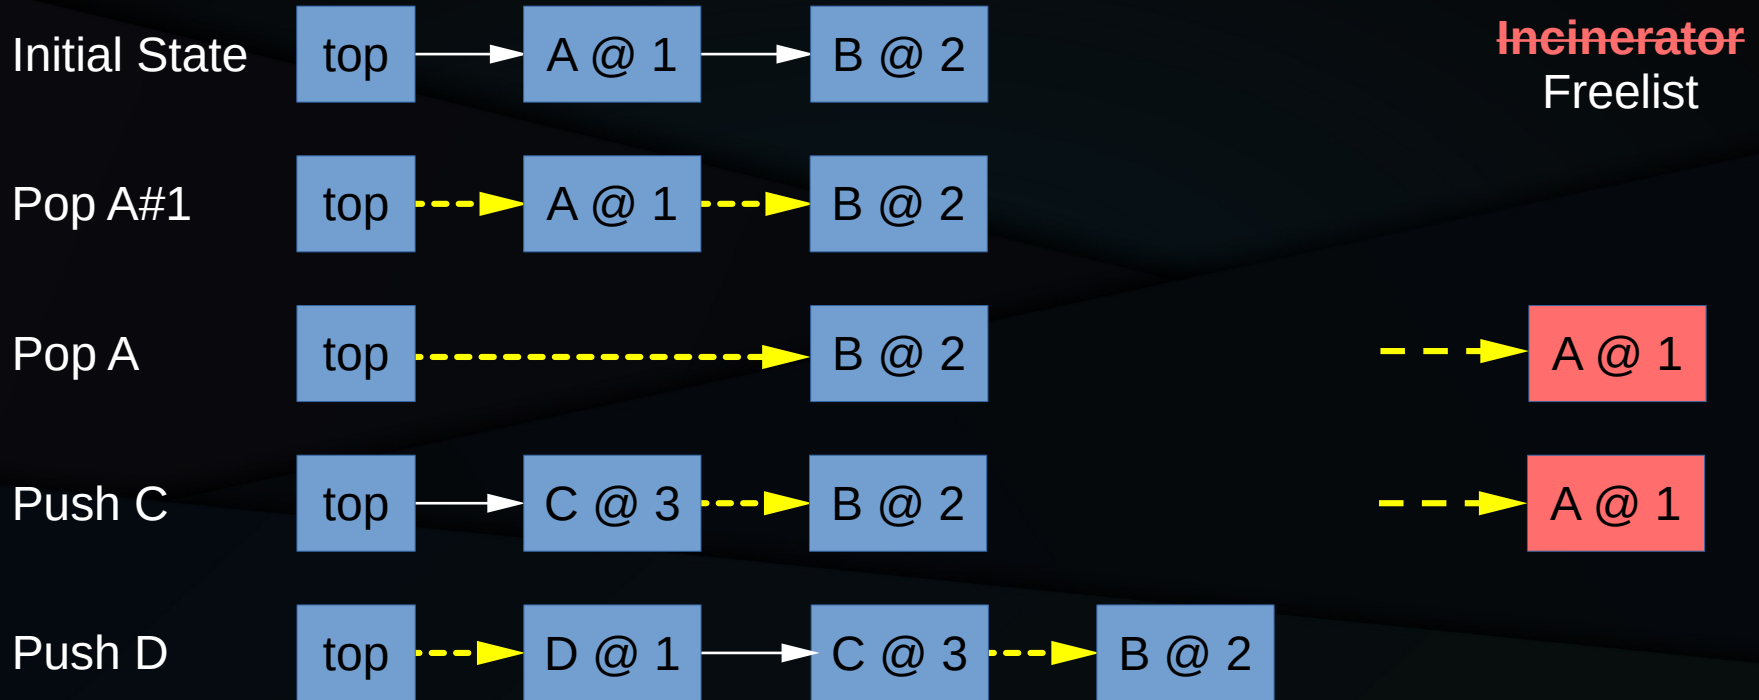 Initial State top A @ 1 B @ 2 Incinerator
Freelist
Pop A#1 top A @ 1 B @ 2
Pop A top B @ 2 A @ 1
Push C top C @ 3 B @ 2 A @ 1
Push D top D @ 1 C @ 3 B @ 2